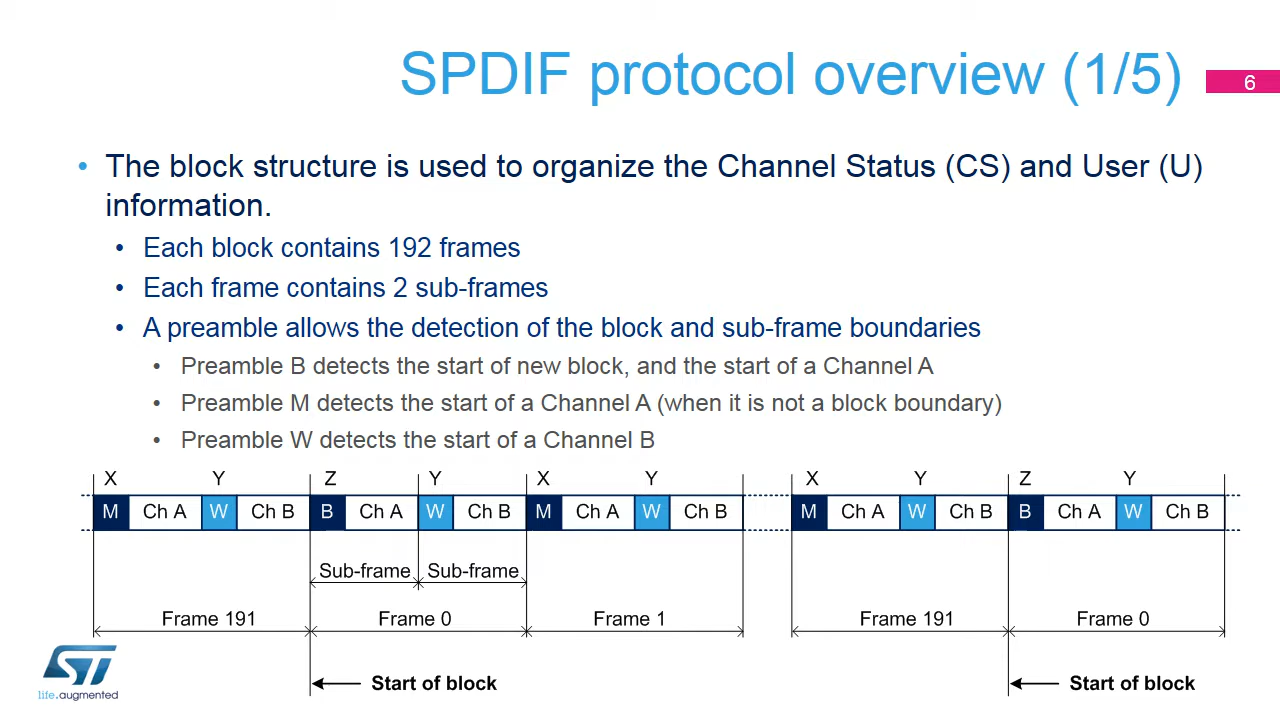 SPDIF protocol overview (1/5)
6
• The block structure is used to organize the Channel Status (CS) and User (U)
information.
• Each block contains 192 frames
• Each frame contains 2 sub-frames
• A preamble allows the detection of the block and sub-frame boundaries
• Preamble B detects the start of new block, and the start of a Channel A
• Preamble M detects the start of a Channel A (when it is not a block boundary)
• Preamble W detects the start of a Channel B
X Y Z Y X Y X Y Z Y
M Ch A W Ch B B Ch A W Ch B M Ch A W Ch B M Ch A W Ch B B Ch A W Ch B
Sub-frame Sub-frame
Frame 191 Frame 0 Frame 1 Frame 191 Frame 0
Start of block Start of block
ST
life.augmented